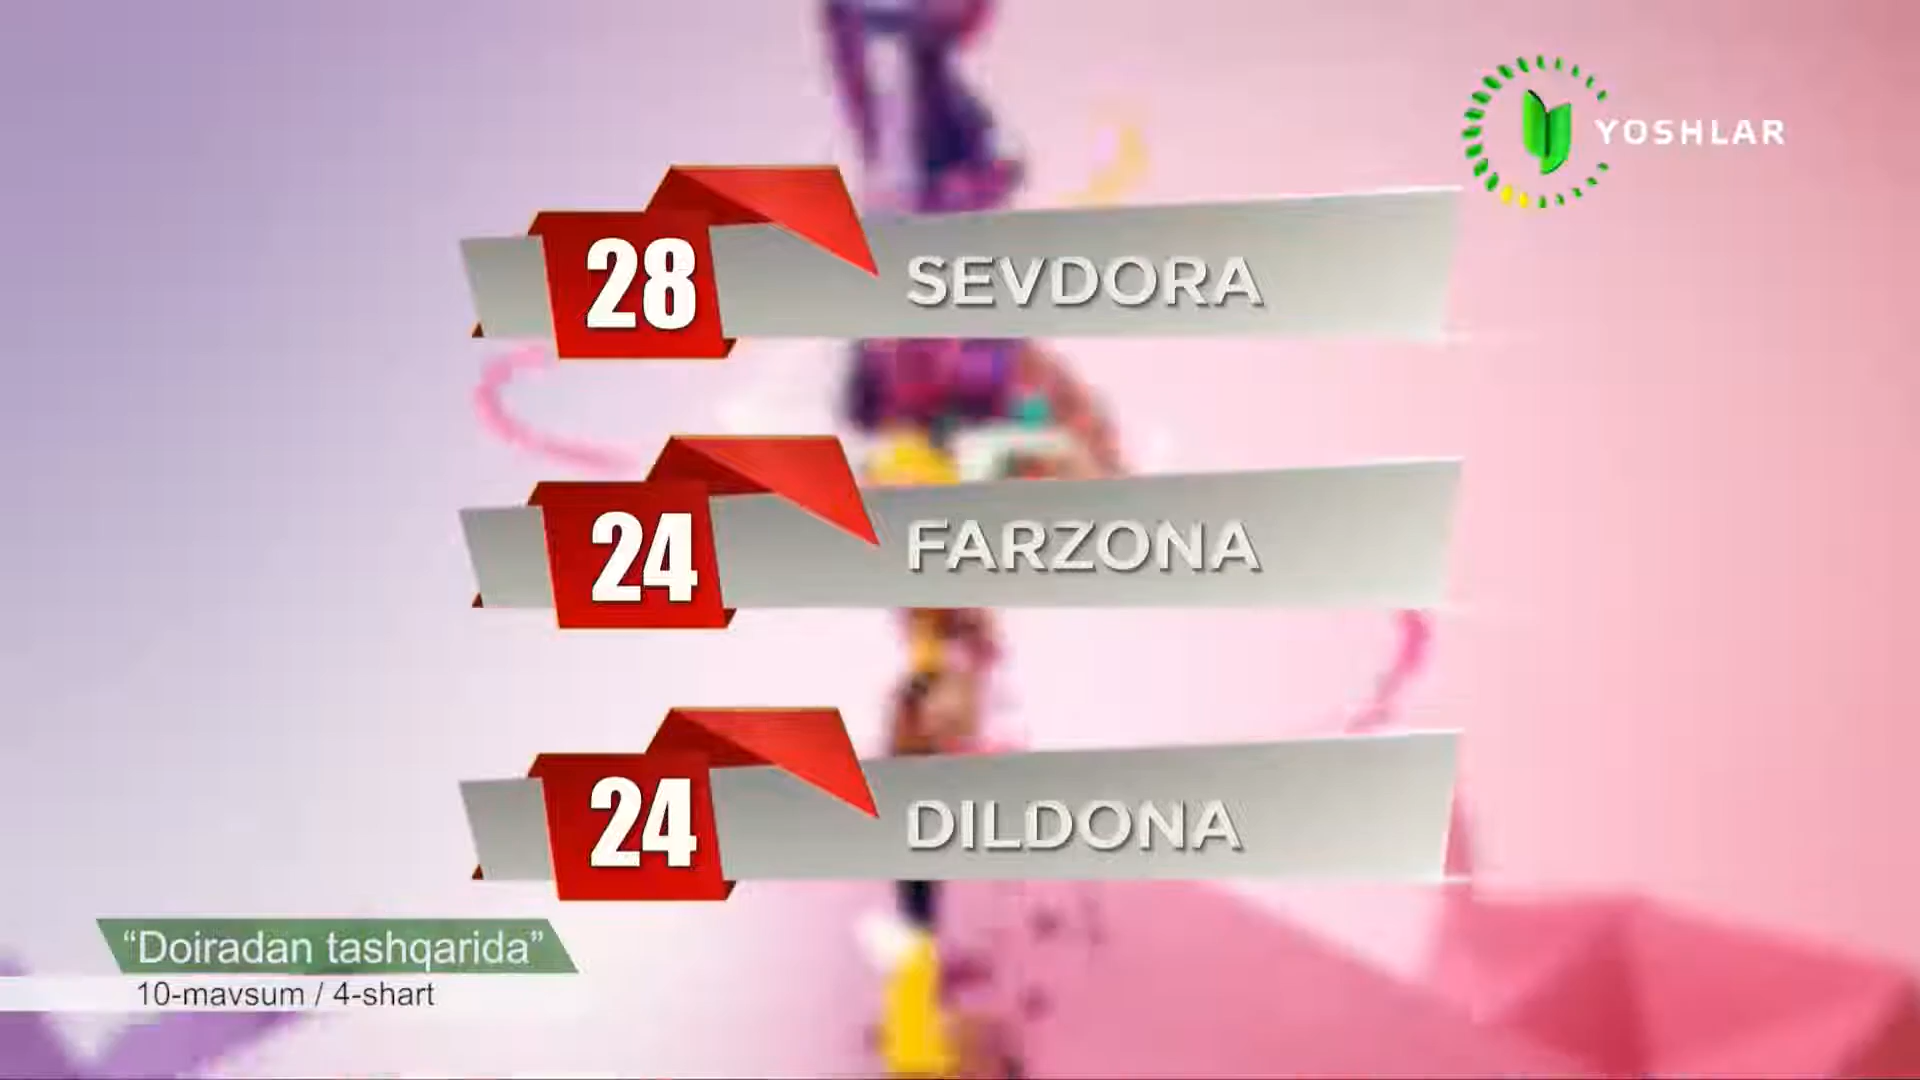 YOSHLAR
28 SEVDORA
24 FARZONA
24 DILDONA
“Doiradan tashqarida”
10-mavsum / 4-shart